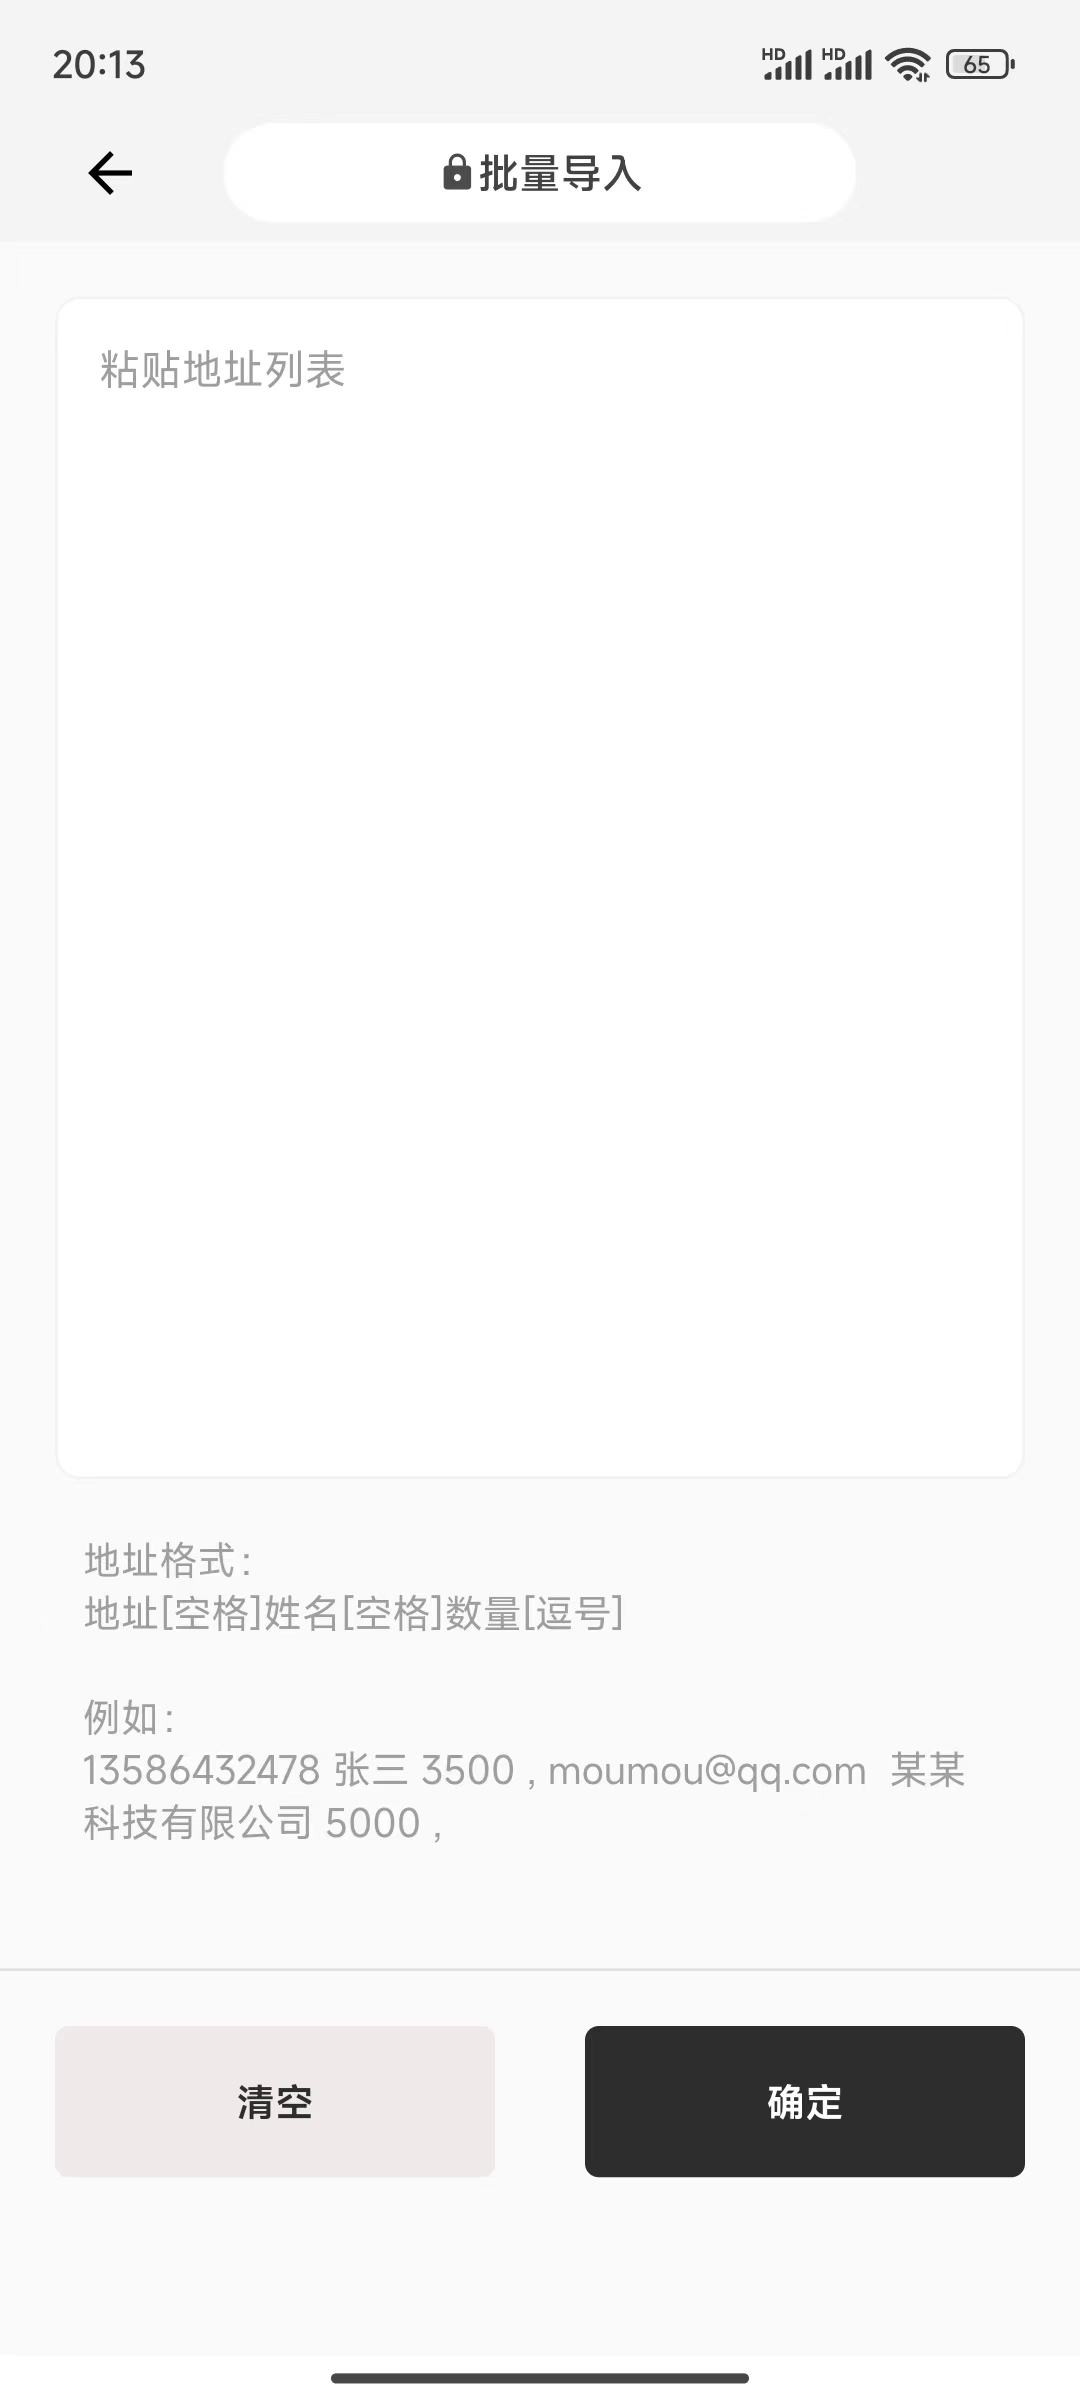 20:13
HD HD 65
批量导入
粘贴地址列表
地址格式:
地址[空格]姓名[空格]数量[逗号]
例如:
13586432478 张三 3500 , moumou@qq.com 某某
科技有限公司 5000 ,
清空
确定